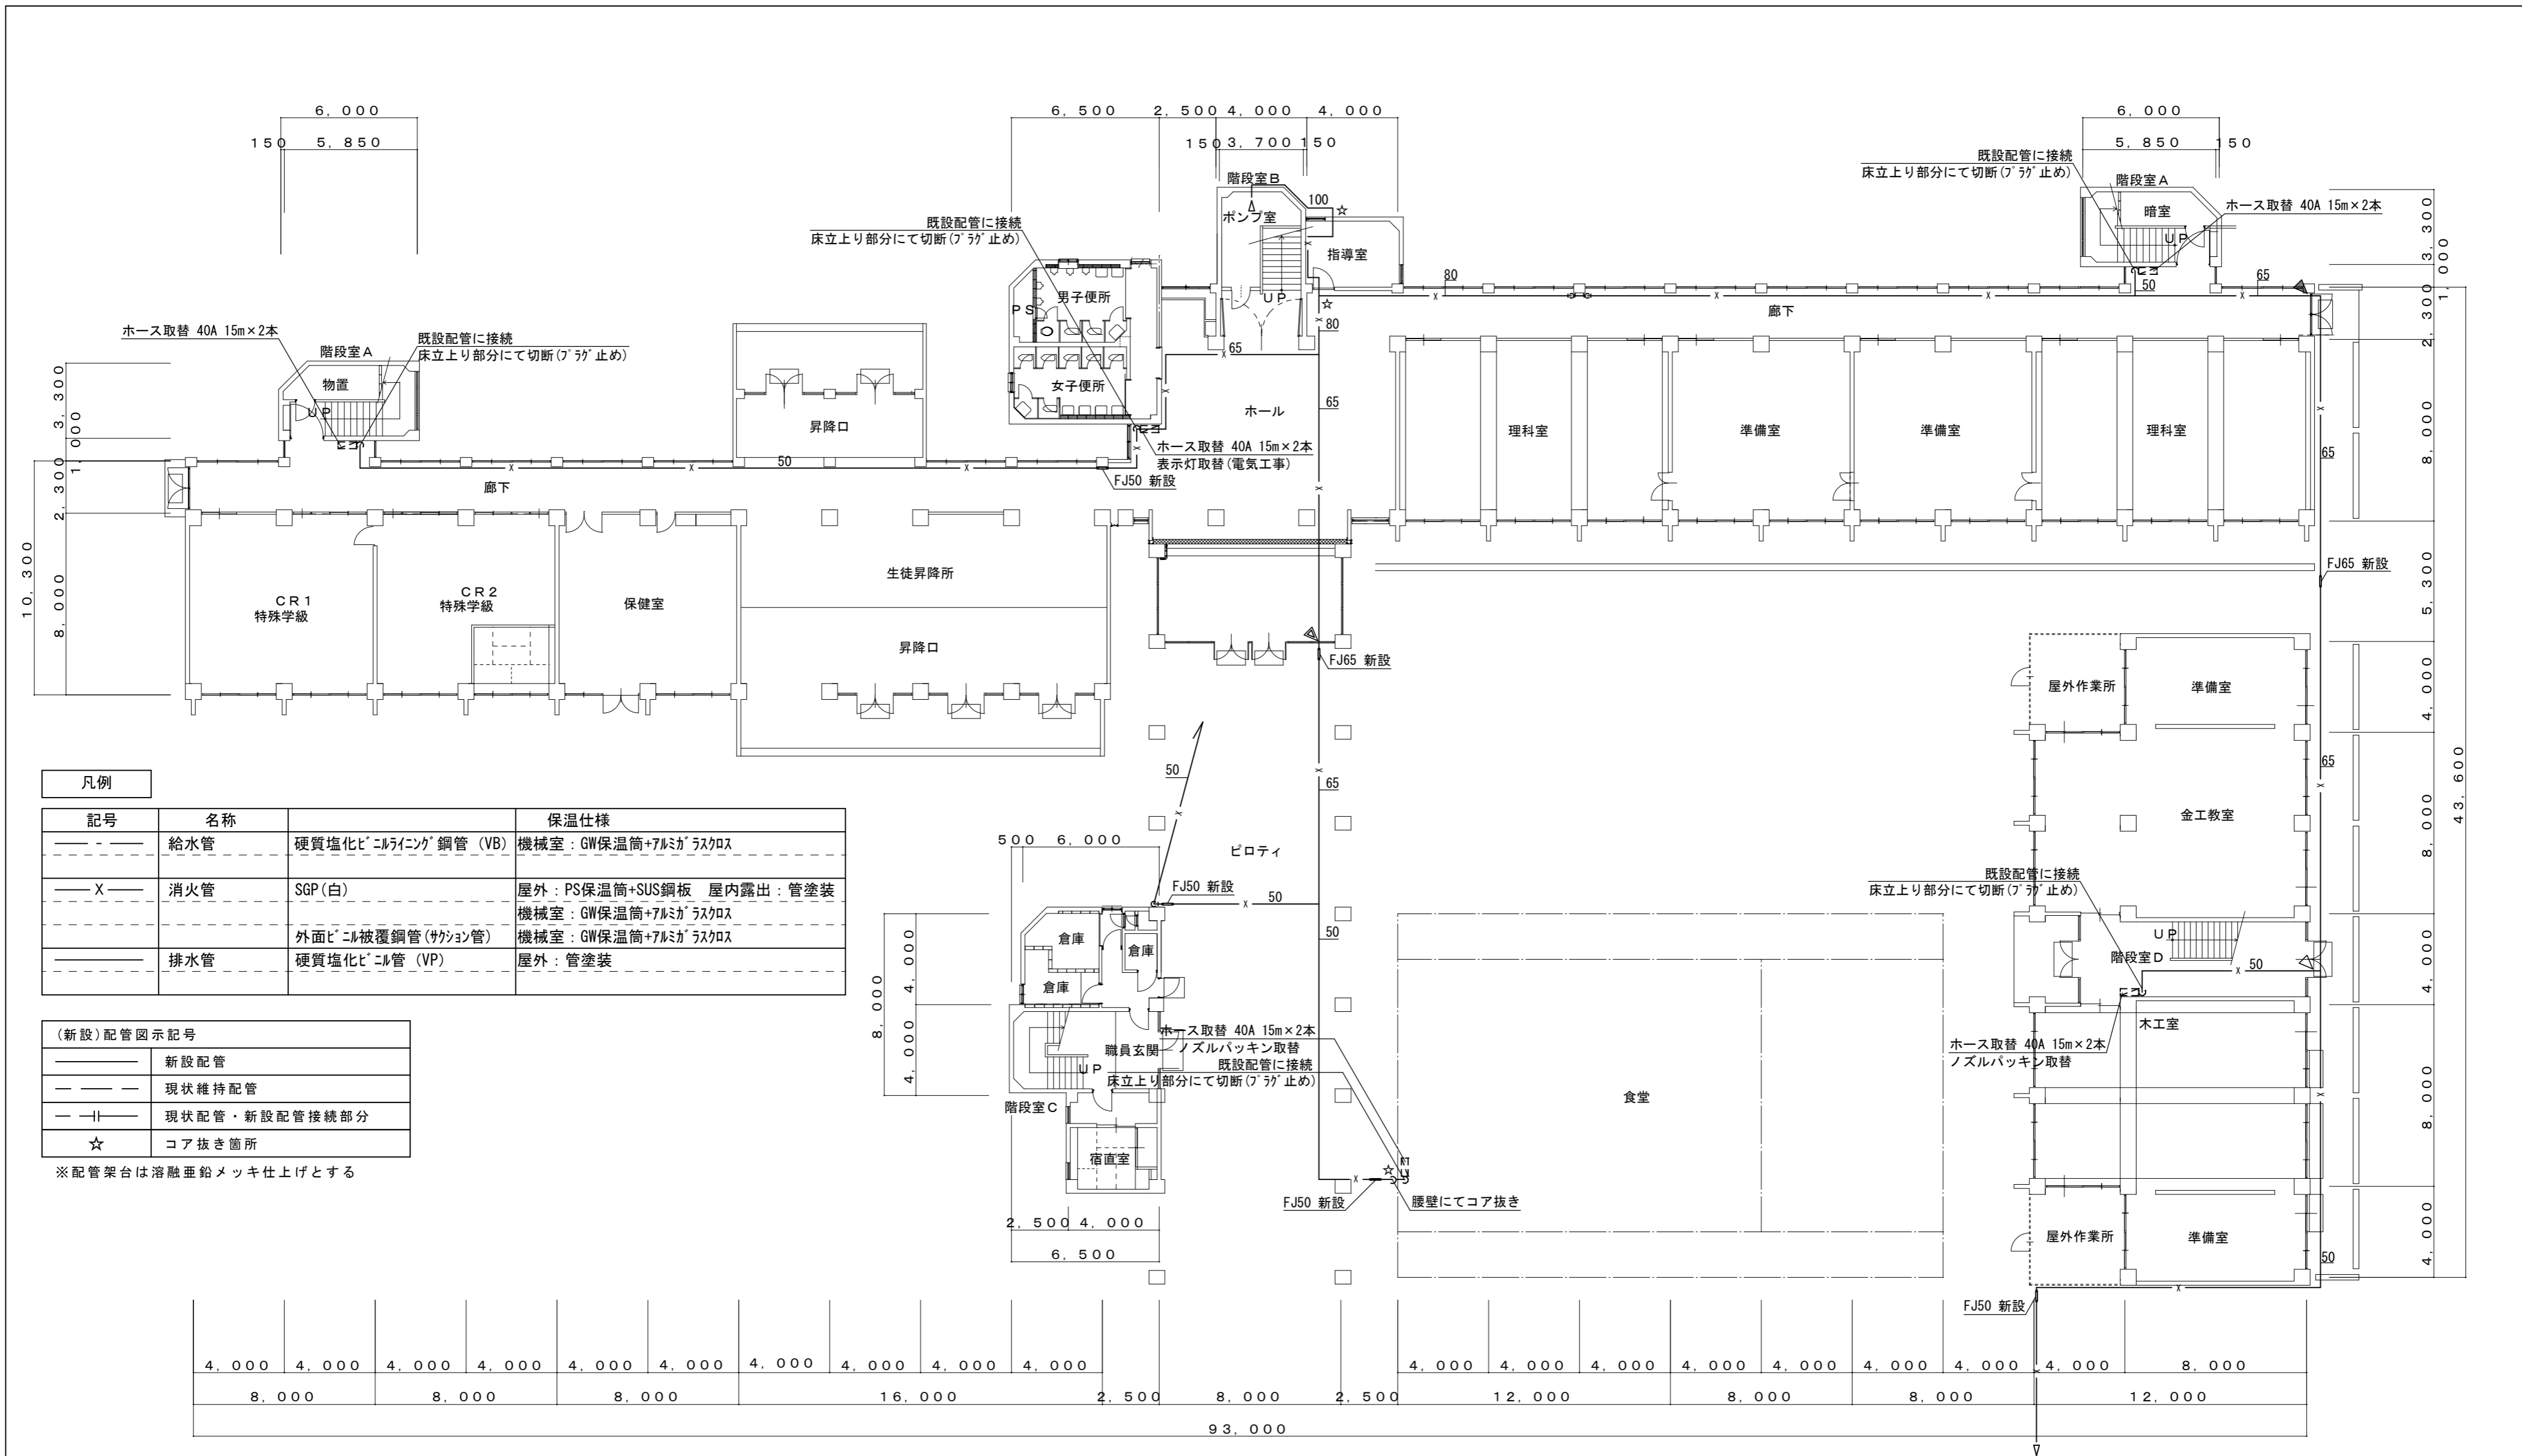 6,000
150 5,850
6,500 2,500 4,000 4,000
150 3,700 150
6,000
5,850 150
既設配管に接続
床立上り部分にて切断(プラグ止め)
階段室A
暗室
UP
ホース取替 40A 15m×2本
50
65
階段室B
ポンプ室
100
☆
指導室
UP
☆
80
80
廊下
既設配管に接続
床立上り部分にて切断(プラグ止め)
男子便所
PS
女子便所
65
ホール
65
ホース取替 40A 15m×2本
表示灯取替(電気工事)
FJ50 新設
ホース取替 40A 15m×2本
既設配管に接続
床立上り部分にて切断(プラグ止め)
階段室A
物置
UP
昇降口
50
廊下
理科室
準備室
準備室
理科室
65
3,300
1,000
2,300
8,000
10,300
3,300
1,000
2,300
8,000
5,300
4,000
8,000
4,000
8,000
4,000
43,600
CR1
特殊学級
CR2
特殊学級
保健室
生徒昇降所
昇降口
FJ65 新設
FJ65 新設
屋外作業所
準備室
65
金工教室
50
65
ピロティ
500 6,000
FJ50 新設
50
50
倉庫
倉庫
倉庫
8,000
4,000
4,000
ホース取替 40A 15m×2本
職員玄関
ノズルパッキン取替
UP
既設配管に接続
床立上り部分にて切断(プラグ止め)
階段室C
宿直室
☆
FJ50 新設
腰壁にてコア抜き
2,500 4,000
6,500
食堂
既設配管に接続
床立上り部分にて切断(プラグ止め)
UP
階段室D
50
木工室
ホース取替 40A 15m×2本
ノズルパッキン取替
屋外作業所
準備室
50
FJ50 新設
凡例
記号 名称 保温仕様
給水管 硬質塩化ビニルライニング鋼管 (VB) 機械室：GW保温筒+アルミガラスクロス
X 消火管 SGP(白) 屋外：PS保温筒+SUS鋼板 屋内露出：管塗装
機械室：GW保温筒+アルミガラスクロス
外面ビニル被覆鋼管(サクション管) 機械室：GW保温筒+アルミガラスクロス
排水管 硬質塩化ビニル管 (VP) 屋外：管塗装
(新設)配管図示記号
新設配管
現状維持配管
現状配管・新設配管接続部分
☆ コア抜き箇所
※配管架台は溶融亜鉛メッキ仕上げとする
4,000 4,000 4,000 4,000 4,000 4,000 4,000 4,000 4,000 4,000 4,000 4,000 4,000 4,000 4,000 4,000 4,000 4,000 8,000
8,000 8,000 8,000 16,000 2,500 8,000 2,500 12,000 8,000 8,000 12,000
93,000